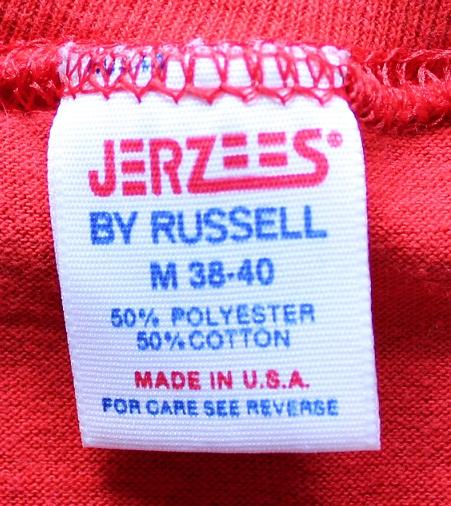 JERZEES®
BY RUSSELL
M 38-40
50% POLYESTER
50% COTTON
MADE IN U.S.A.
FOR CARE SEE REVERSE